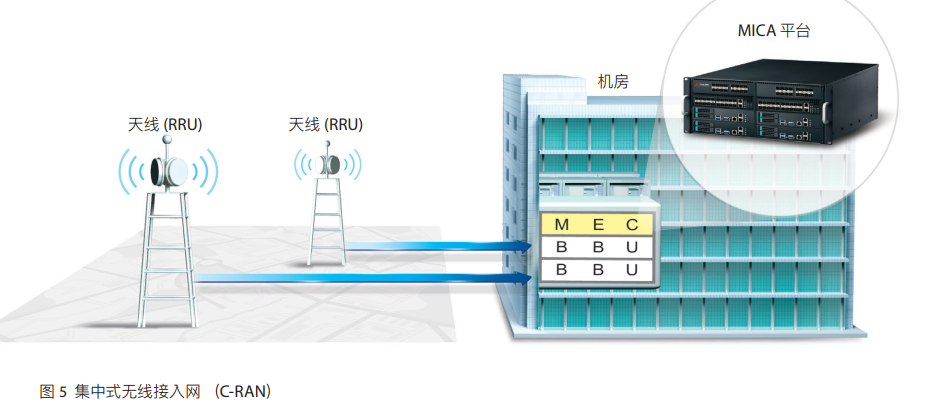 MICA 平台
机房
天线 (RRU)
天线 (RRU)
M E C
B B U
B B U
图 5 集中式无线接入网 （C-RAN）